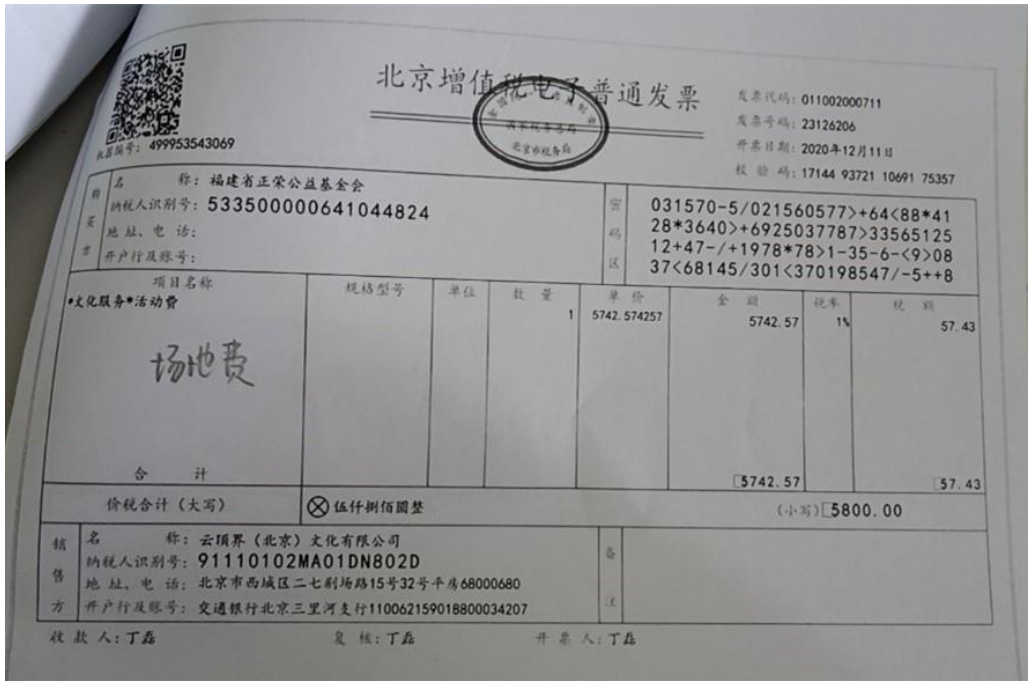 北京增值税电子普通发票
国家税务总局
北京市税务局
机器编号：499953543069
发票代码：011002000711
发票号码：23126206
开票日期：2020年12月11日
校验码：17144 93721 10691 75357
购买方
名 称：福建省正荣公益基金会
纳税人识别号：533500000641044824
地址、电话：
开户行及账号：
密码区
031570-5/021560577>+64<88*41
28*3640>+6925037787>33565125
12+47-/+1978*78>1-35-6-<9>08
37<68145/301<370198547/-5++8
项目名称 规格型号 单位 数量 单价 金额 税率 税额
*文化服务*活动费 1 5742.574257 5742.57 1% 57.43
场地费
合 计 5742.57 57.43
价税合计（大写） ⊗伍仟捌佰圆整 （小写）5800.00
销售方
名 称：云顶界（北京）文化有限公司
纳税人识别号：91110102MA01DN802D
地址、电话：北京市西城区二七剧场路15号32号平房68000680
开户行及账号：交通银行北京三里河支行110062159018800034207
备注
收款人：丁磊 复核：丁磊 开票人：丁磊